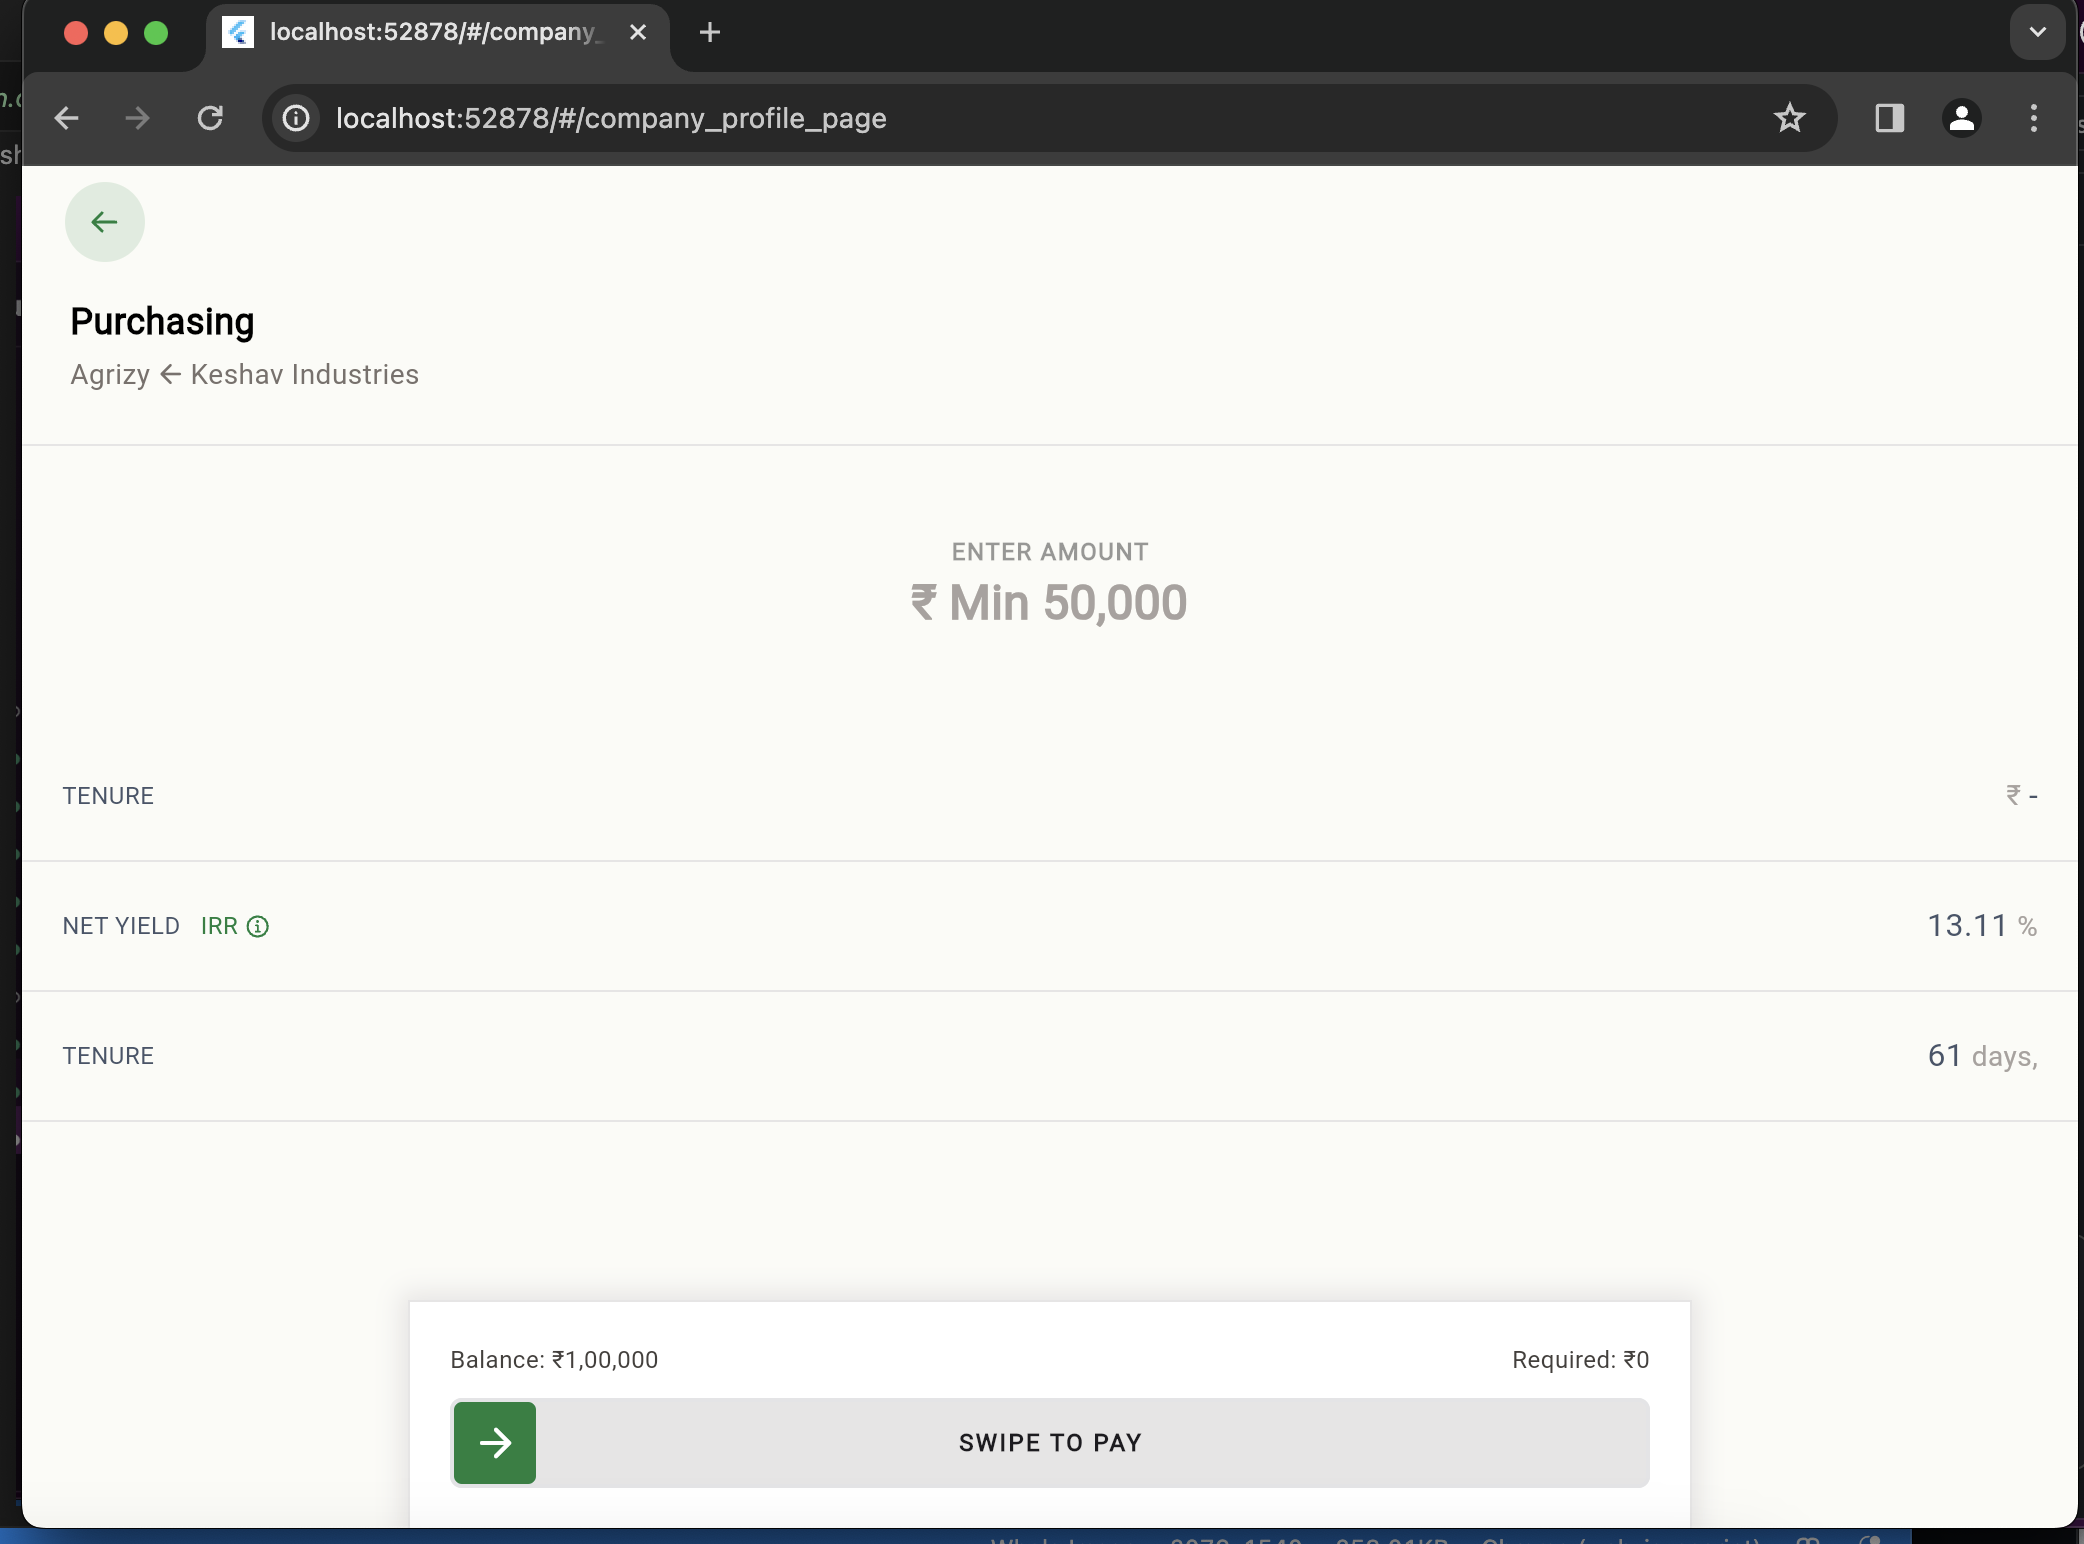 localhost:52878/#/company_
localhost:52878/#/company_profile_page
Purchasing
Agrizy ← Keshav Industries
ENTER AMOUNT
₹ Min 50,000
TENURE ₹ -
NET YIELD IRR 13.11 %
TENURE 61 days,
Balance: ₹1,00,000 Required: ₹0
SWIPE TO PAY